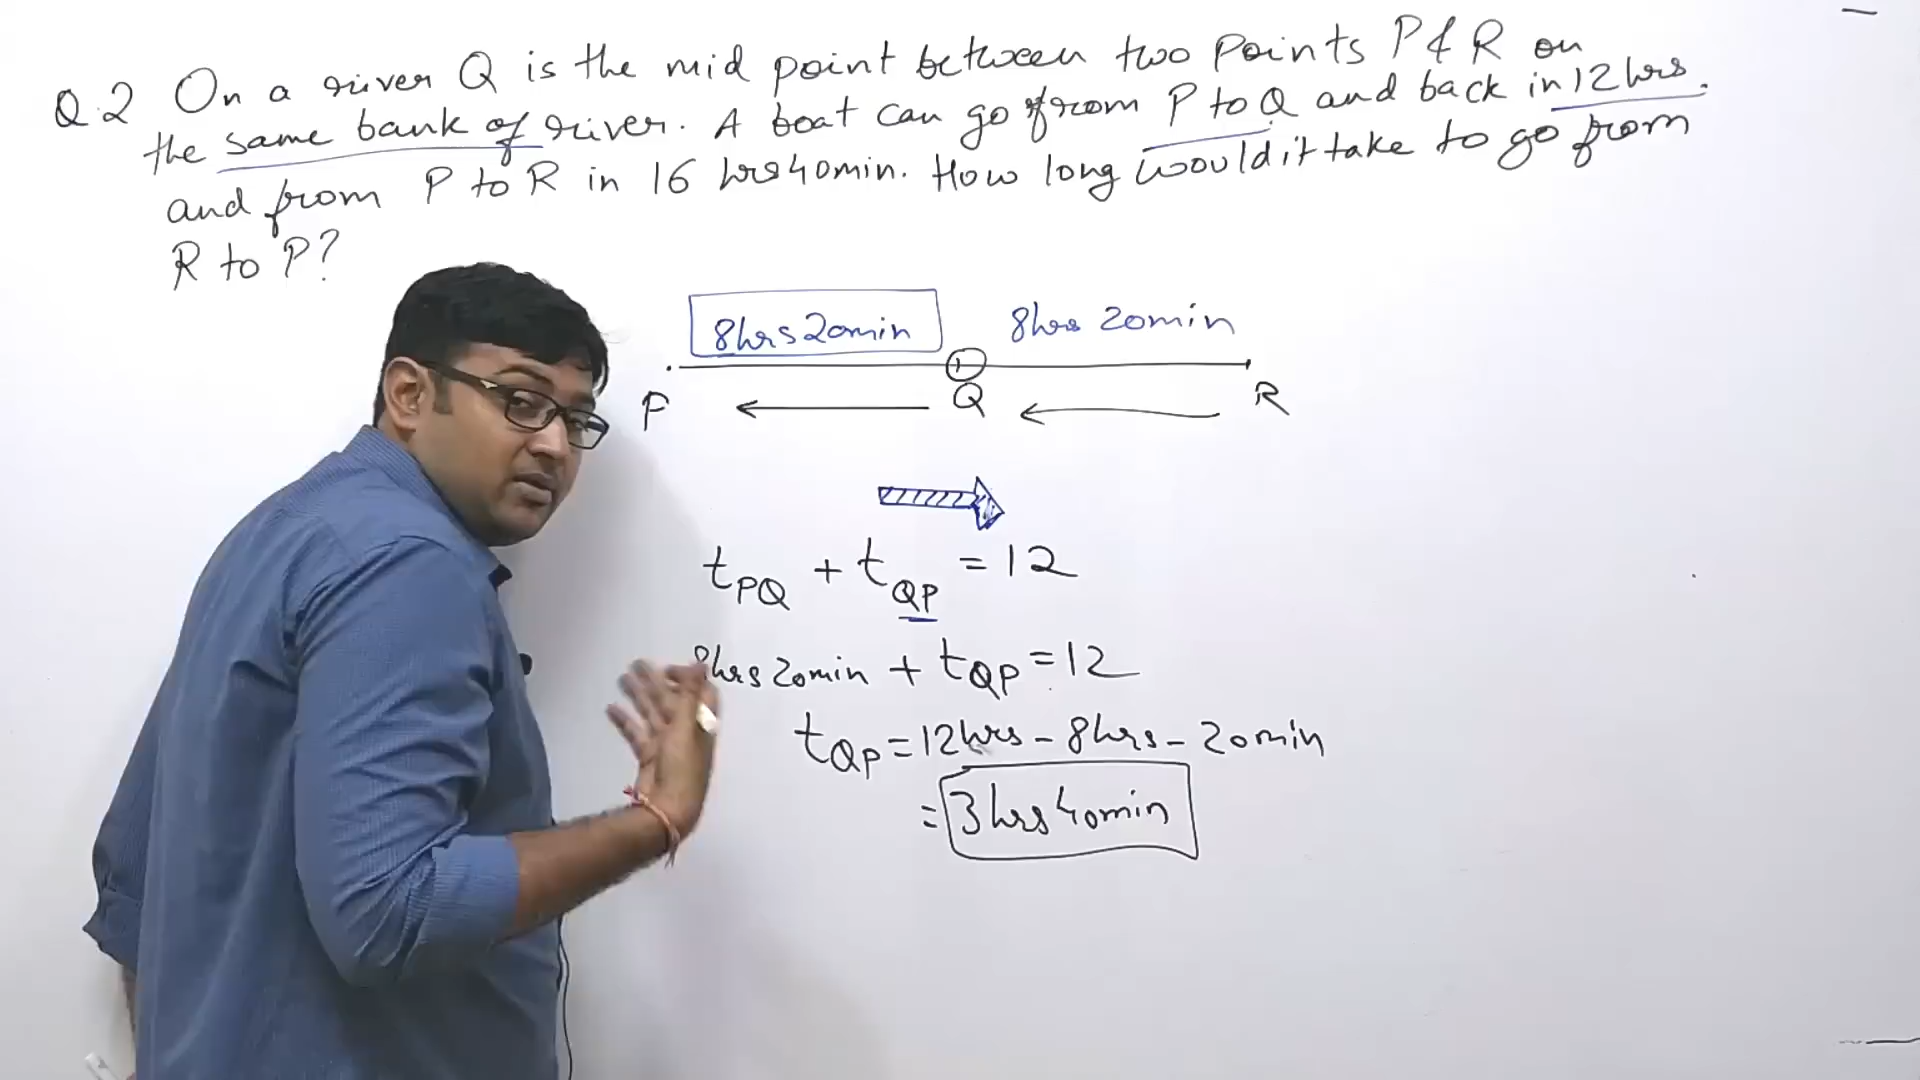 Q.2 On a river Q is the mid point between two points P & R on
the same bank of river. A boat can go from P to Q and back in 12 hrs.
and from P to R in 16 hrs 40min. How long would it take to go from
R to P?
8hrs 20min 8hrs 20min
P Q R
tPQ + tQP = 12
8hrs 20min + tQP = 12
tQP = 12hrs - 8hrs - 20min
= 3hrs 40min